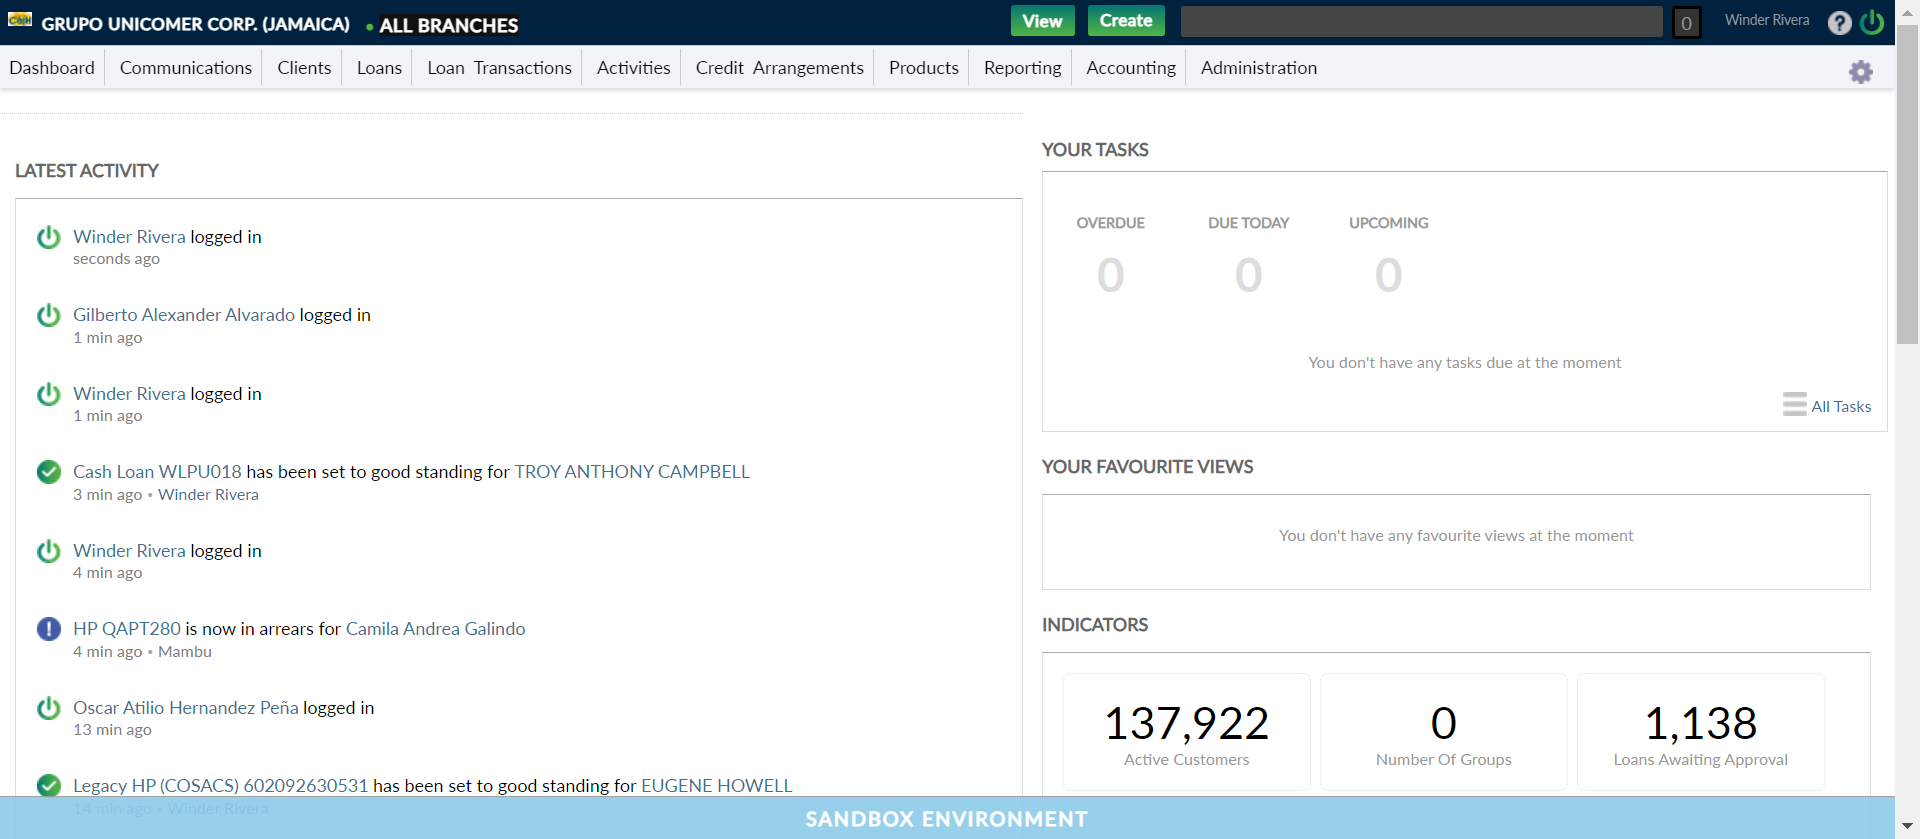 CaSH GRUPO UNICOMER CORP. (JAMAICA) • ALL BRANCHES View Create 0 Winder Rivera ?
Dashboard Communications Clients Loans Loan Transactions Activities Credit Arrangements Products Reporting Accounting Administration
LATEST ACTIVITY
Winder Rivera logged in
seconds ago
Gilberto Alexander Alvarado logged in
1 min ago
Winder Rivera logged in
1 min ago
Cash Loan WLPU018 has been set to good standing for TROY ANTHONY CAMPBELL
3 min ago • Winder Rivera
Winder Rivera logged in
4 min ago
HP QAPT280 is now in arrears for Camila Andrea Galindo
4 min ago • Mambu
Oscar Atilio Hernandez Peña logged in
13 min ago
Legacy HP (COSACS) 602092630531 has been set to good standing for EUGENE HOWELL
14 min ago • Winder Rivera
YOUR TASKS
OVERDUE DUE TODAY UPCOMING
0 0 0
You don't have any tasks due at the moment
All Tasks
YOUR FAVOURITE VIEWS
You don't have any favourite views at the moment
INDICATORS
137,922 0 1,138
Active Customers Number Of Groups Loans Awaiting Approval
SANDBOX ENVIRONMENT